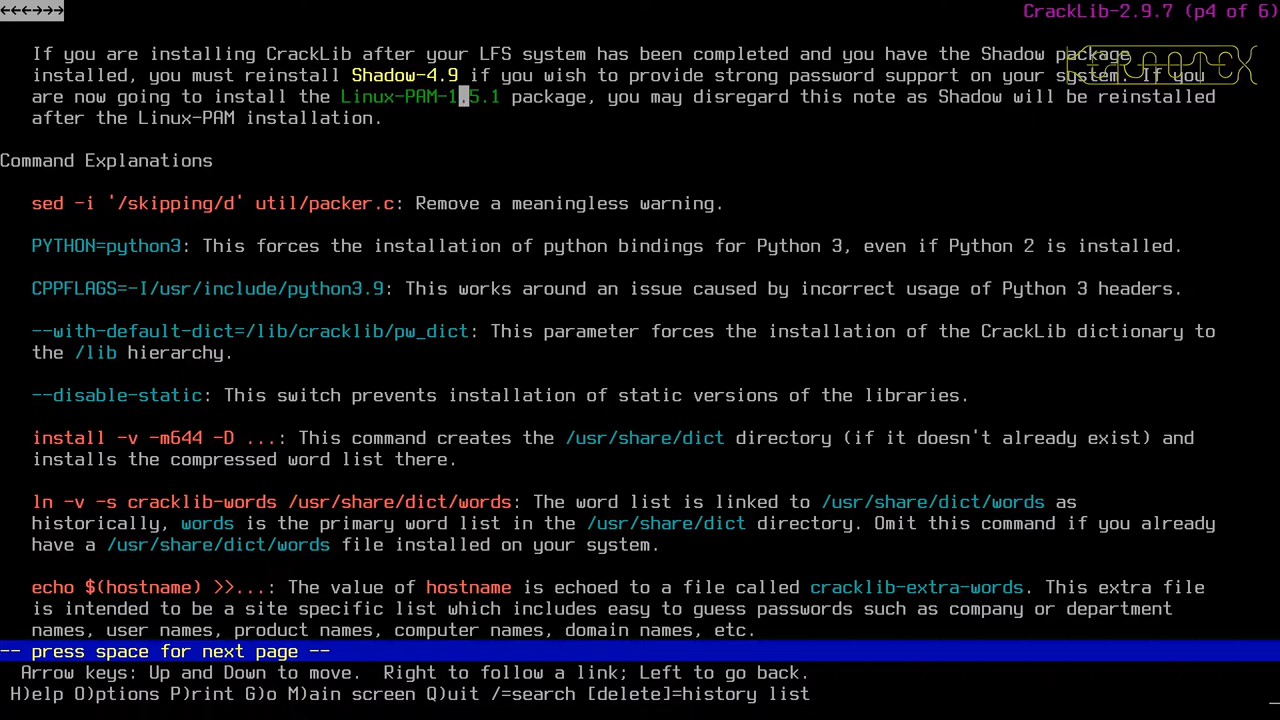 ←←←→→→
CrackLib-2.9.7 (p4 of 6)
If you are installing CrackLib after your LFS system has been completed and you have the Shadow package
installed, you must reinstall Shadow-4.9 if you wish to provide strong password support on your system. If you
are now going to install the Linux-PAM-1.5.1 package, you may disregard this note as Shadow will be reinstalled
after the Linux-PAM installation.
Command Explanations
sed -i '/skipping/d' util/packer.c: Remove a meaningless warning.
PYTHON=python3: This forces the installation of python bindings for Python 3, even if Python 2 is installed.
CPPFLAGS=-I/usr/include/python3.9: This works around an issue caused by incorrect usage of Python 3 headers.
--with-default-dict=/lib/cracklib/pw_dict: This parameter forces the installation of the CrackLib dictionary to
the /lib hierarchy.
--disable-static: This switch prevents installation of static versions of the libraries.
install -v -m644 -D ...: This command creates the /usr/share/dict directory (if it doesn't already exist) and
installs the compressed word list there.
ln -v -s cracklib-words /usr/share/dict/words: The word list is linked to /usr/share/dict/words as
historically, words is the primary word list in the /usr/share/dict directory. Omit this command if you already
have a /usr/share/dict/words file installed on your system.
echo $(hostname) >>...: The value of hostname is echoed to a file called cracklib-extra-words. This extra file
is intended to be a site specific list which includes easy to guess passwords such as company or department
names, user names, product names, computer names, domain names, etc.
-- press space for next page --
Arrow keys: Up and Down to move. Right to follow a link; Left to go back.
H)elp O)ptions P)rint G)o M)ain screen Q)uit /=search [delete]=history list